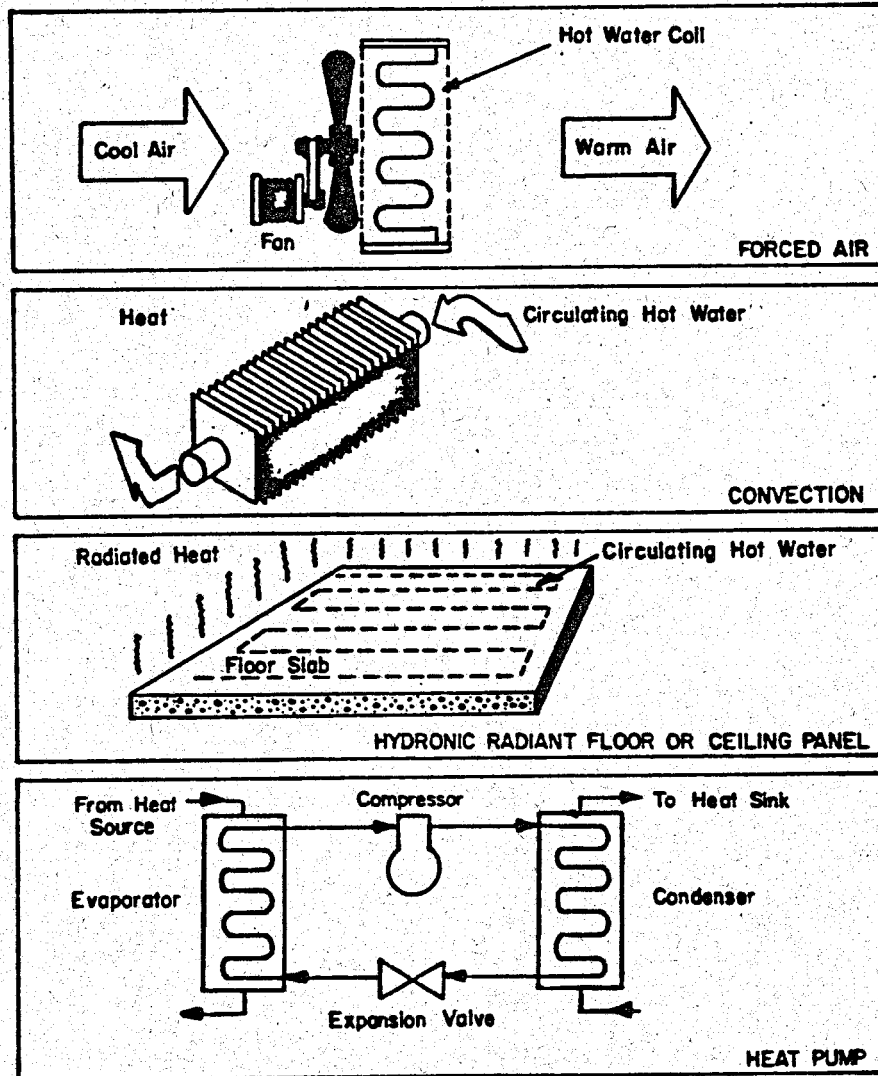 Hot Water Coil
Cool Air
Warm Air
Fan
FORCED AIR
Heat
Circulating Hot Water
CONVECTION
Radiated Heat
Circulating Hot Water
Floor Slab
HYDRONIC RADIANT FLOOR OR CEILING PANEL
From Heat
Source
Compressor
To Heat Sink
Evaporator
Condenser
Expansion Valve
HEAT PUMP